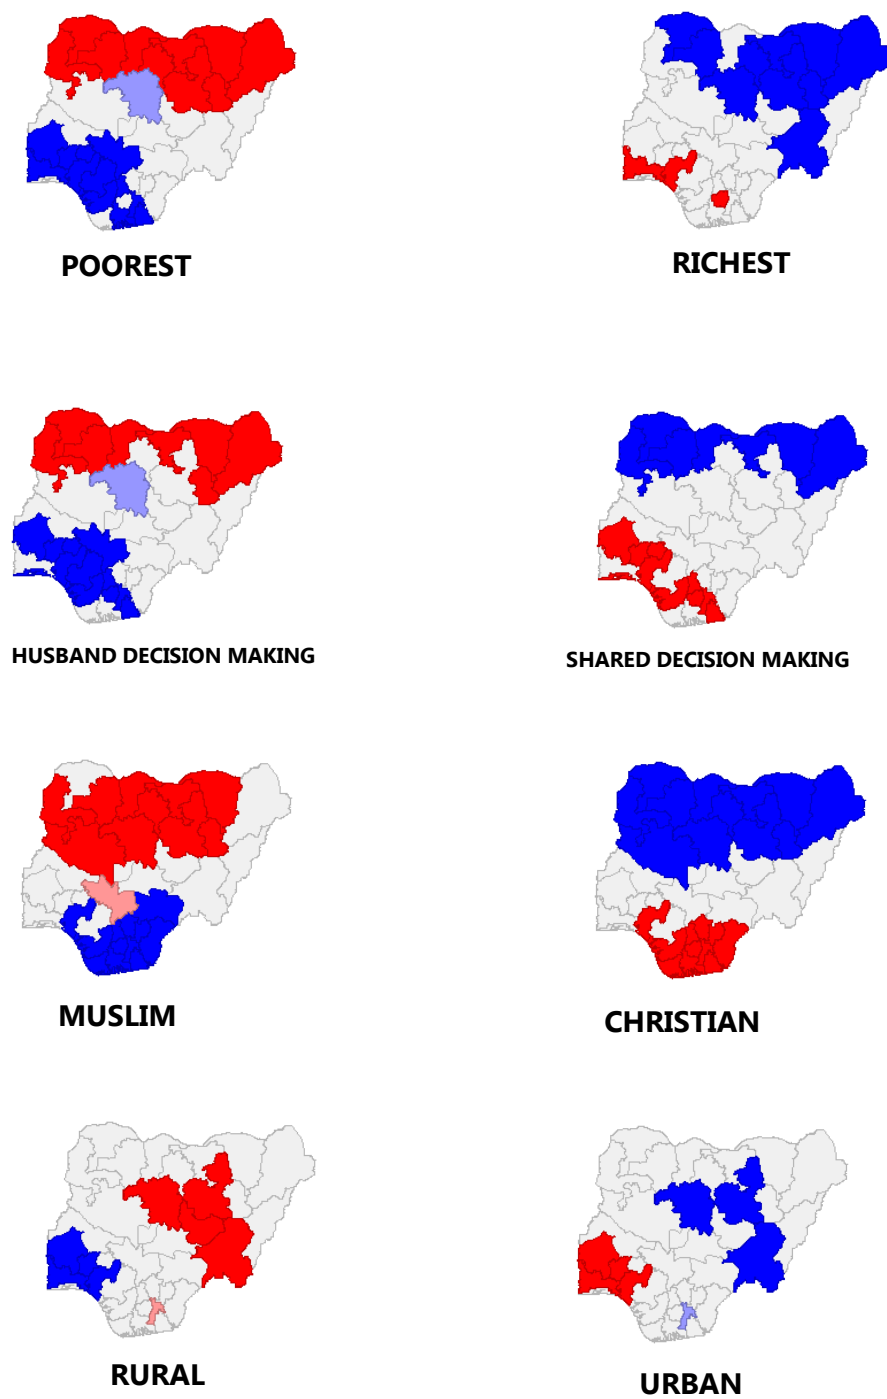 POOREST
RICHEST
HUSBAND DECISION MAKING
SHARED DECISION MAKING
MUSLIM
CHRISTIAN
RURAL
URBAN